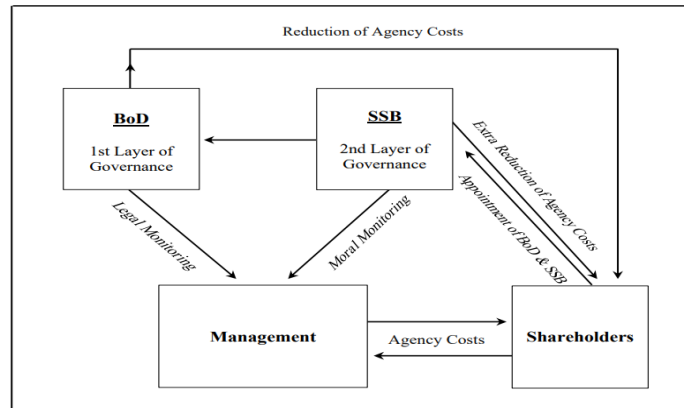 Reduction of Agency Costs
BoD
1st Layer of
Governance
SSB
2nd Layer of
Governance
Extra Reduction of Agency Costs
Appointment of BoD & SSB
Legal Monitoring
Moral Monitoring
Management
Agency Costs
Shareholders